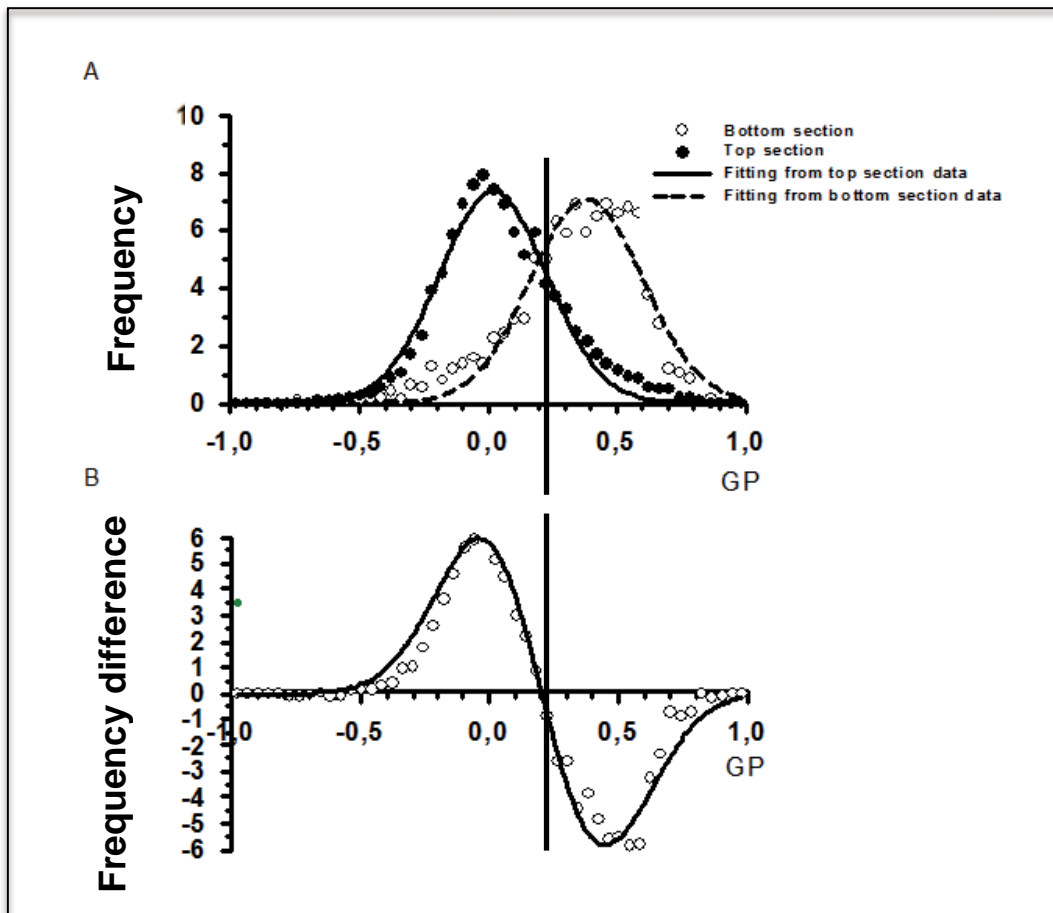 A
10
8
6
4
2
0
Frequency
Bottom section
Top section
Fitting from top section data
Fitting from bottom section data
-1,0 -0,5 0,0 0,5 1,0
GP
B
6
5
4
3
2
1
0
-1
-2
-3
-4
-5
-6
Frequency difference
-1,0 -0,5 0,0 0,5 1,0
GP